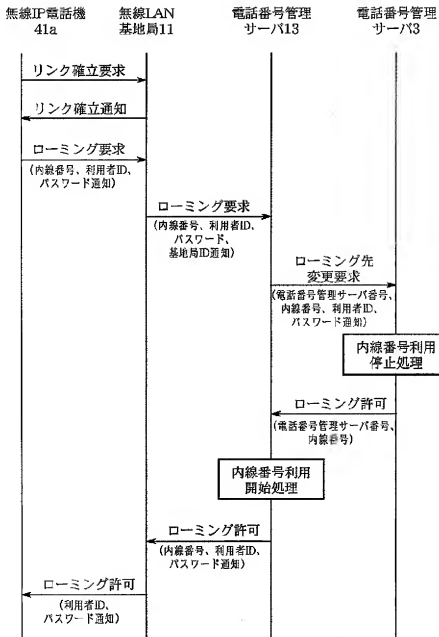 無線IP電話機
41a
無線LAN
基地局11
電話番号管理
サーバ13
電話番号管理
サーバ3
リンク確立要求
リンク確立通知
ローミング要求
(内線番号、利用者ID、
パスワード通知)
ローミング要求
(内線番号、利用者ID、
パスワード、
基地局ID通知)
ローミング先
変更要求
(電話番号管理サーバ番号、
内線番号、利用者ID、
パスワード通知)
内線番号利用
停止処理
ローミング許可
(電話番号管理サーバ番号、
内線番号)
内線番号利用
開始処理
ローミング許可
(内線番号、利用者ID、
パスワード通知)
ローミング許可
(利用者ID、
パスワード通知)